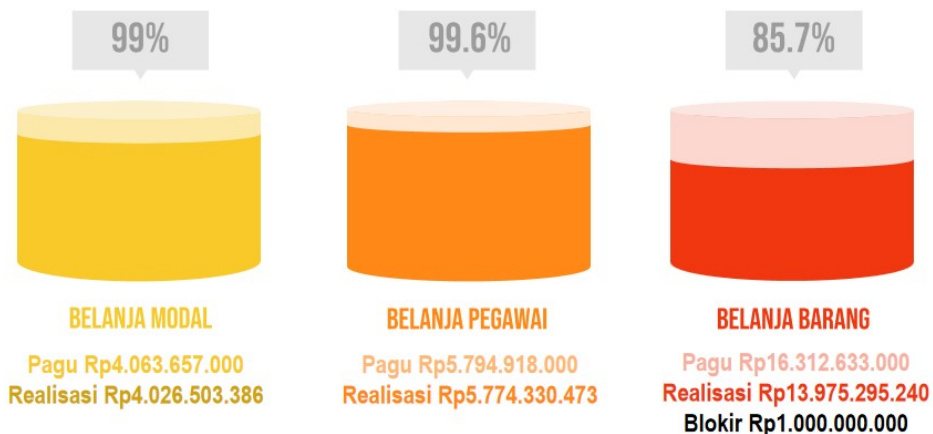 99%
99.6%
85.7%
BELANJA MODAL
Pagu Rp4.063.657.000
Realisasi Rp4.026.503.386
BELANJA PEGAWAI
Pagu Rp5.794.918.000
Realisasi Rp5.774.330.473
BELANJA BARANG
Pagu Rp16.312.633.000
Realisasi Rp13.975.295.240
Blokir Rp1.000.000.000